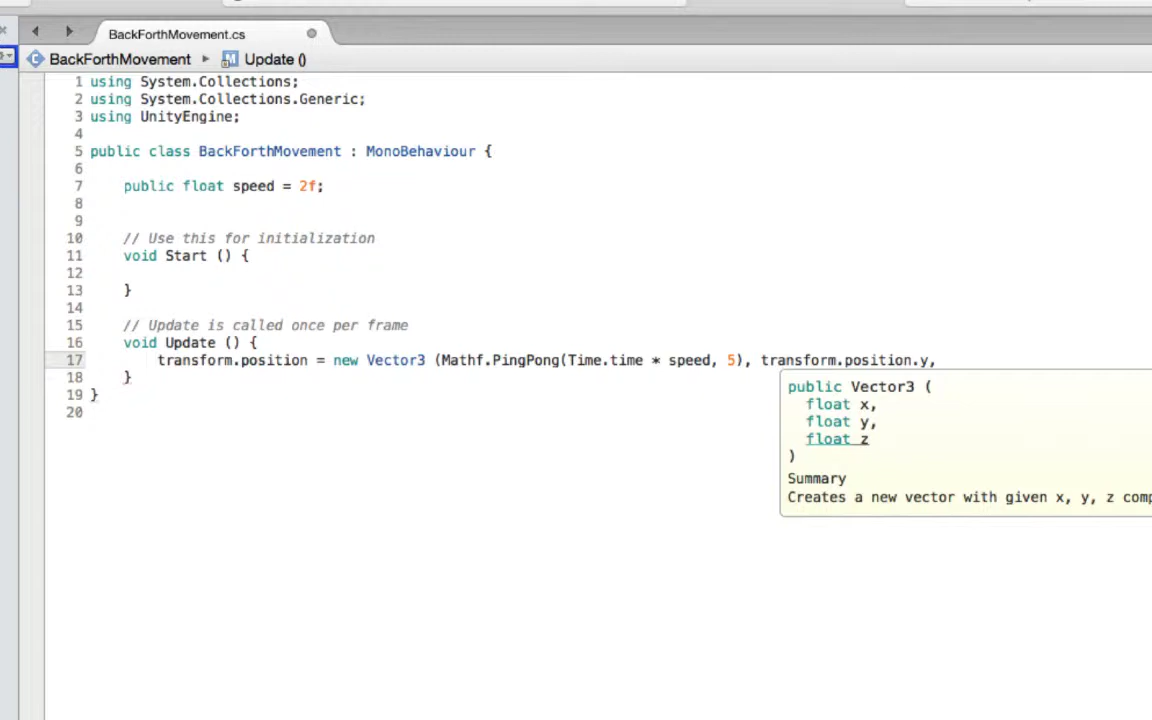 BackForthMovement.cs
BackForthMovement ▸ M Update ()
1 using System.Collections;
2 using System.Collections.Generic;
3 using UnityEngine;
4
5 public class BackForthMovement : MonoBehaviour {
6
7 public float speed = 2f;
8
9
10 // Use this for initialization
11 void Start () {
12
13 }
14
15 // Update is called once per frame
16 void Update () {
17 transform.position = new Vector3 (Mathf.PingPong(Time.time * speed, 5), transform.position.y,
18 }
19 }
20
public Vector3 (
float x,
float y,
float z
)
Summary
Creates a new vector with given x, y, z comp